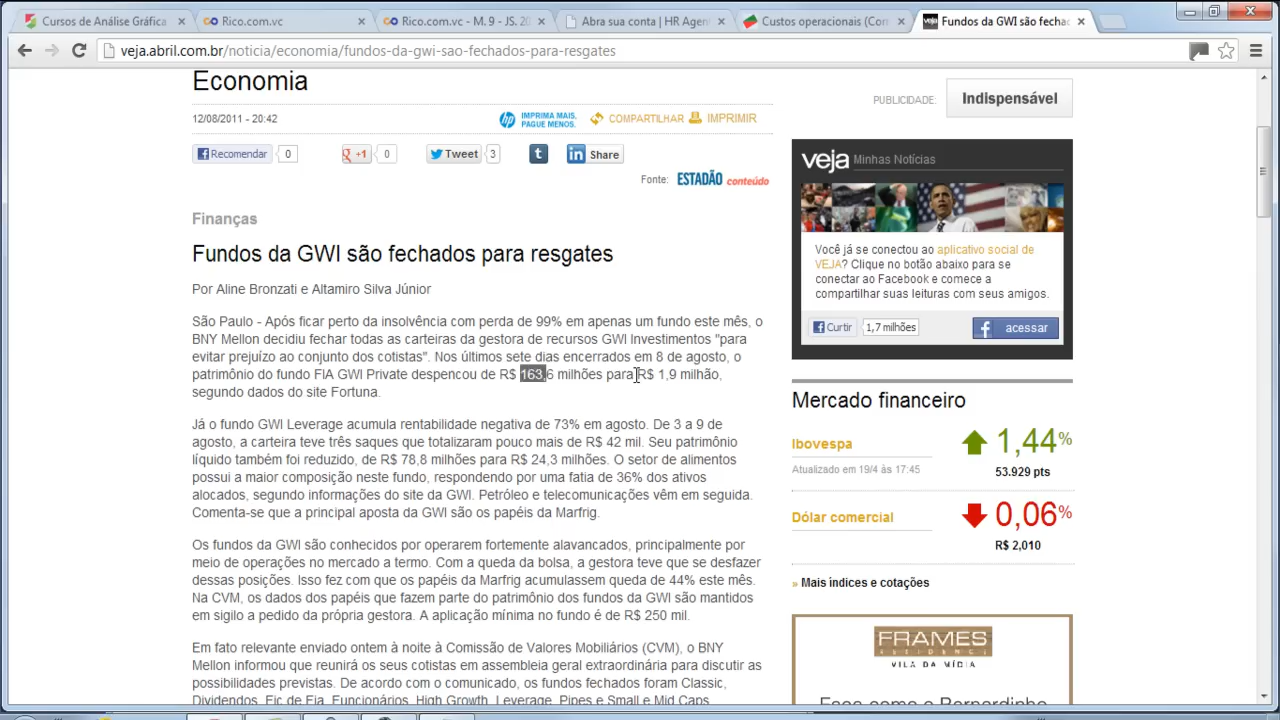 Cursos de Análise Gráfica
Rico.com.vc
Rico.com.vc - M. 9 - JS. 20
Abra sua conta | HR Agen
Custos operacionais (Cor
Fundos da GWI são fecha
veja.abril.com.br/noticia/economia/fundos-da-gwi-sao-fechados-para-resgates
Economia
12/08/2011 - 20:42
hp IMPRIMA MAIS, PAGUE MENOS.
COMPARTILHAR
IMPRIMIR
Recomendar 0
+1 0
Tweet 3
Share
Fonte: ESTADÃO conteúdo
Finanças
Fundos da GWI são fechados para resgates
Por Aline Bronzati e Altamiro Silva Júnior
São Paulo - Após ficar perto da insolvência com perda de 99% em apenas um fundo este mês, o
BNY Mellon decidiu fechar todas as carteiras da gestora de recursos GWI Investimentos "para
evitar prejuízo ao conjunto dos cotistas". Nos últimos sete dias encerrados em 8 de agosto, o
patrimônio do fundo FIA GWI Private despencou de R$ 163,6 milhões para R$ 1,9 milhão,
segundo dados do site Fortuna.
Já o fundo GWI Leverage acumula rentabilidade negativa de 73% em agosto. De 3 a 9 de
agosto, a carteira teve três saques que totalizaram pouco mais de R$ 42 mil. Seu patrimônio
líquido também foi reduzido, de R$ 78,8 milhões para R$ 24,3 milhões. O setor de alimentos
possui a maior composição neste fundo, respondendo por uma fatia de 36% dos ativos
alocados, segundo informações do site da GWI. Petróleo e telecomunicações vêm em seguida.
Comenta-se que a principal aposta da GWI são os papéis da Marfrig.
Os fundos da GWI são conhecidos por operarem fortemente alavancados, principalmente por
meio de operações no mercado a termo. Com a queda da bolsa, a gestora teve que se desfazer
dessas posições. Isso fez com que os papéis da Marfrig acumulassem queda de 44% este mês.
Na CVM, os dados dos papéis que fazem parte do patrimônio dos fundos da GWI são mantidos
em sigilo a pedido da própria gestora. A aplicação mínima no fundo é de R$ 250 mil.
Em fato relevante enviado ontem à noite à Comissão de Valores Mobiliários (CVM), o BNY
Mellon informou que reunirá os seus cotistas em assembleia geral extraordinária para discutir as
possibilidades previstas. De acordo com o comunicado, os fundos fechados foram Classic,
Dividendos, Fic de Fia, Funcionários, High Growth, Leverage, Pipes e Small e Mid Caps
PUBLICIDADE:
Indispensável
veja Minhas Notícias
Você já se conectou ao aplicativo social de
VEJA? Clique no botão abaixo para se
conectar ao Facebook e comece a
compartilhar suas leituras com seus amigos.
Curtir 1,7 milhões
acessar
Mercado financeiro
Ibovespa 1,44%
Atualizado em 19/4 às 17:45
53.929 pts
Dólar comercial 0,06%
R$ 2,010
» Mais indices e cotações
FRAMES
RESIDENCE
VILA DA MÍDIA
Faça como o Bernardinho